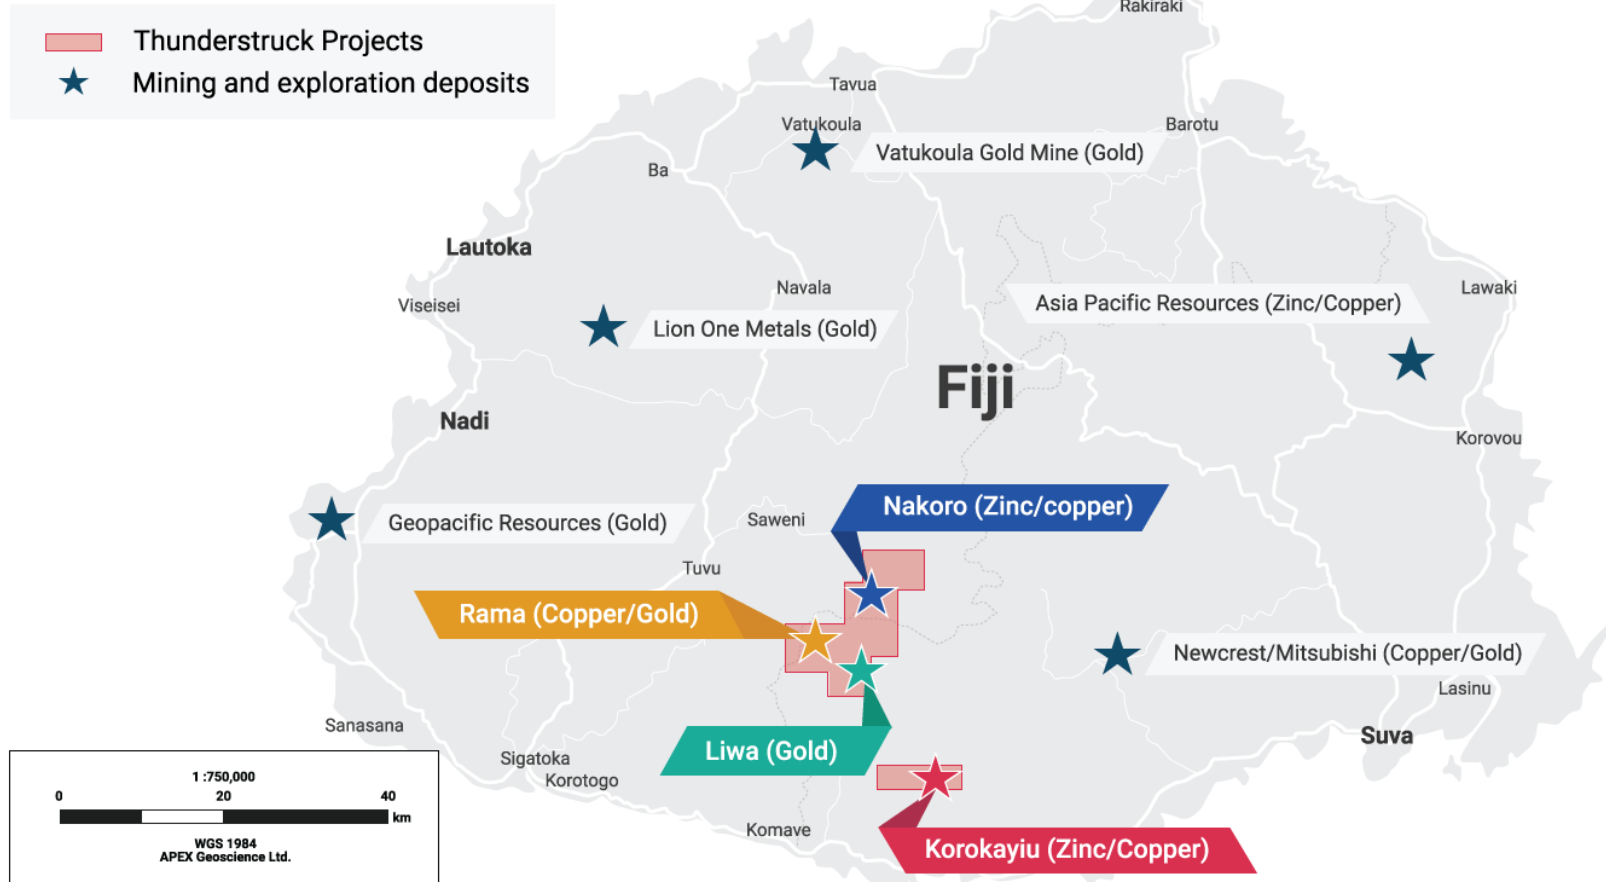 Thunderstruck Projects
Mining and exploration deposits
Rakiraki
Tavua
Vatukoula
Barotu
Vatukoula Gold Mine (Gold)
Ba
Lautoka
Navala
Lawaki
Viseisei
Asia Pacific Resources (Zinc/Copper)
Lion One Metals (Gold)
Fiji
Nadi
Korovou
Nakoro (Zinc/copper)
Geopacific Resources (Gold)
Saweni
Tuvu
Rama (Copper/Gold)
Newcrest/Mitsubishi (Copper/Gold)
Lasinu
Sanasana
Suva
Liwa (Gold)
Sigatoka
Korotogo
Komave
Korokayiu (Zinc/Copper)
1 :750,000
0 20 40
km
WGS 1984
APEX Geoscience Ltd.